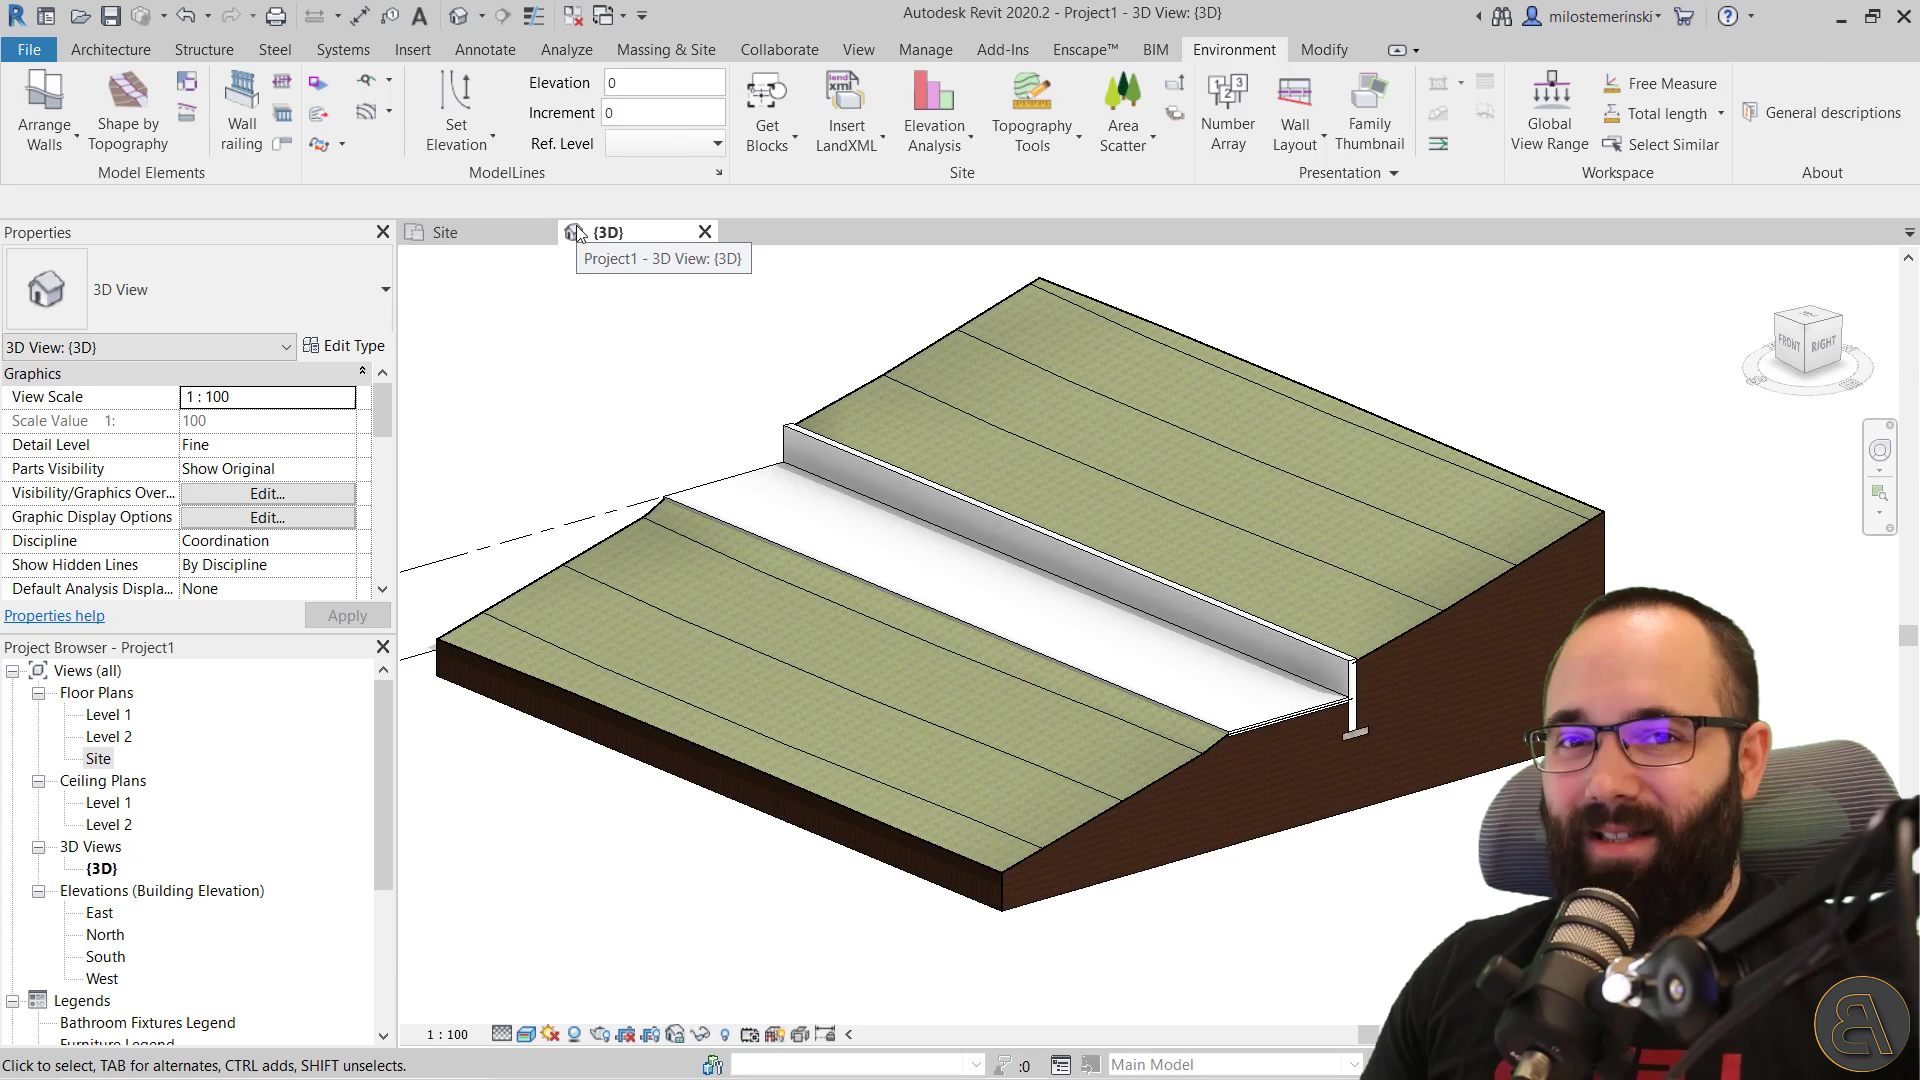 Autodesk Revit 2020.2 - Project1 - 3D View: {3D}
milostemerinski
File Architecture Structure Steel Systems Insert Annotate Analyze Massing & Site Collaborate View Manage Add-Ins Enscape™ BIM Environment Modify
Arrange Walls
Shape by Topography
Wall railing
Model Elements
Set Elevation
Elevation 0
Increment 0
Ref. Level
ModelLines
Get Blocks
land xml
Insert LandXML
Elevation Analysis
Topography Tools
Area Scatter
Site
1 2 3
Number Array
Wall Layout
Family Thumbnail
Presentation
Global View Range
Free Measure
Total length
Select Similar
Workspace
General descriptions
About
Properties
Site
{3D}
Project1 - 3D View: {3D}
3D View
3D View: {3D}
Edit Type
Graphics
View Scale 1 : 100
Scale Value 1: 100
Detail Level Fine
Parts Visibility Show Original
Visibility/Graphics Over... Edit...
Graphic Display Options Edit...
Discipline Coordination
Show Hidden Lines By Discipline
Default Analysis Displa... None
Properties help
Apply
FRONT
RIGHT
Project Browser - Project1
Views (all)
Floor Plans
Level 1
Level 2
Site
Ceiling Plans
Level 1
Level 2
3D Views
{3D}
Elevations (Building Elevation)
East
North
South
West
Legends
Bathroom Fixtures Legend
Furniture Legend
1 : 100
Click to select, TAB for alternates, CTRL adds, SHIFT unselects.
:0
Main Model